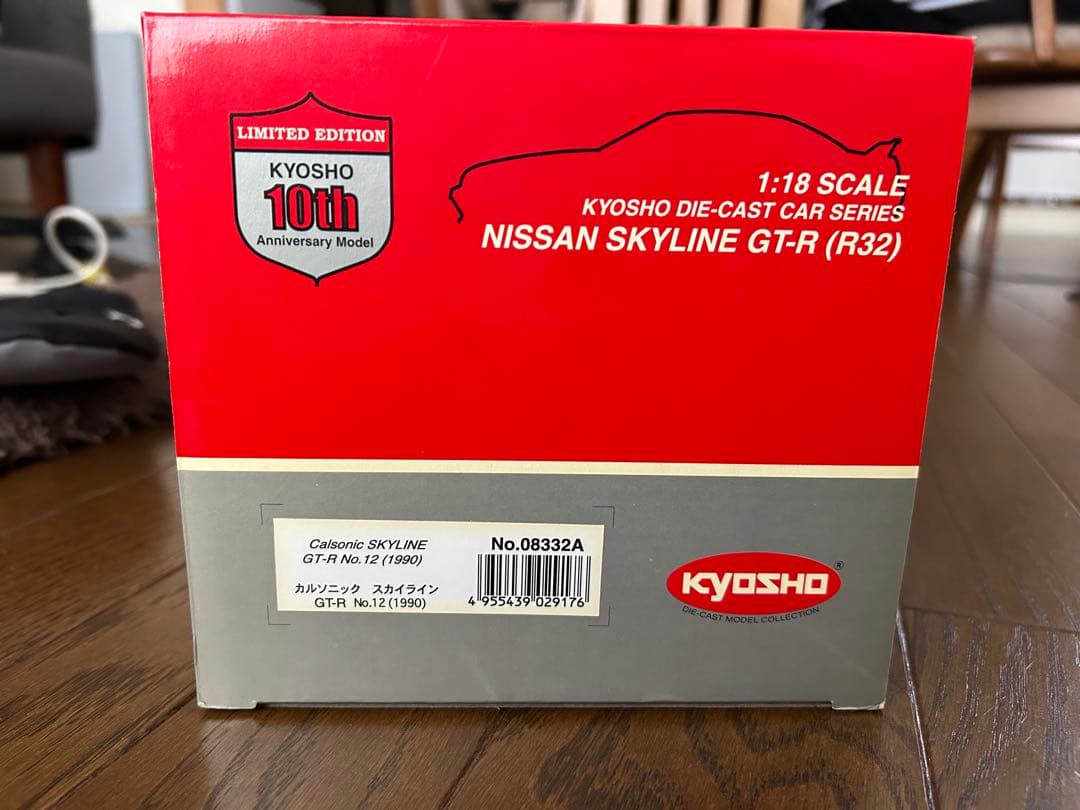 LIMITED EDITION
KYOSHO
10th
Anniversary Model
1:18 SCALE
KYOSHO DIE-CAST CAR SERIES
NISSAN SKYLINE GT-R (R32)
Calsonic SKYLINE
GT-R No.12 (1990)
カルソニック スカイライン
GT-R No.12 (1990)
No.08332A
4 955439 029176
KYOSHO®
DIE-CAST MODEL COLLECTION